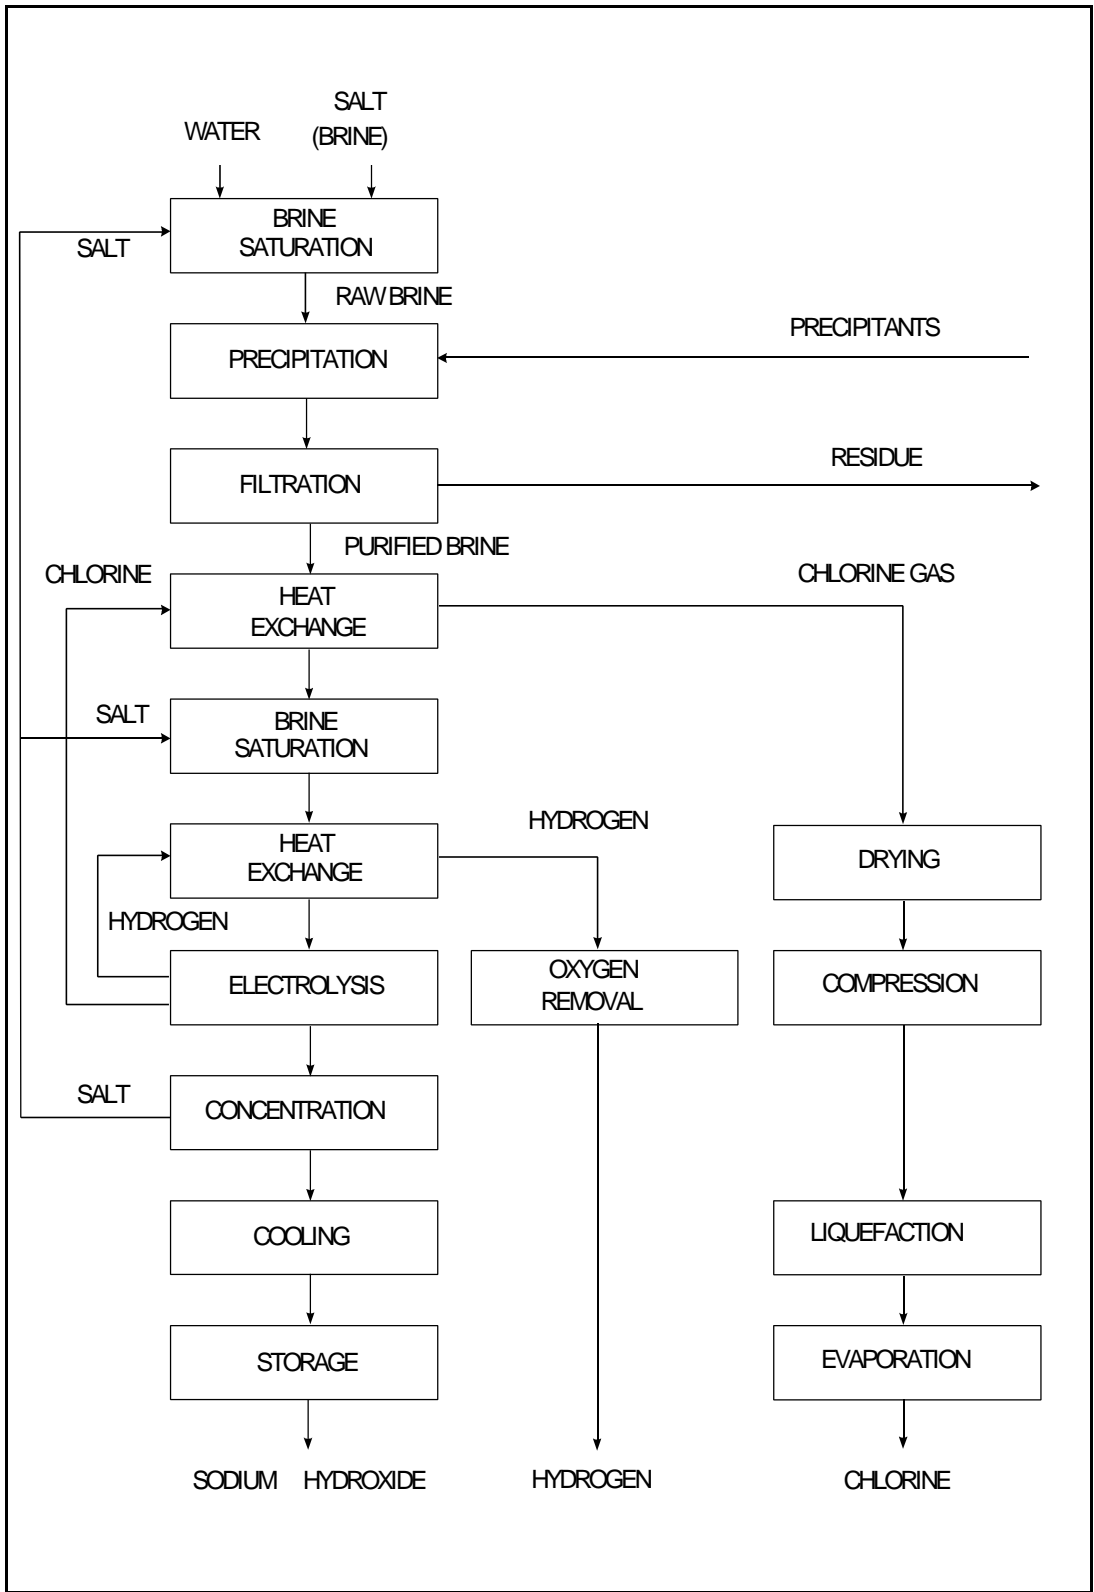 SALT
WATER
(BRINE)
BRINE
SATURATION
SALT
RAW BRINE
PRECIPITANTS
PRECIPITATION
RESIDUE
FILTRATION
PURIFIED BRINE
CHLORINE
CHLORINE GAS
HEAT
EXCHANGE
SALT
BRINE
SATURATION
HYDROGEN
HEAT
EXCHANGE
DRYING
HYDROGEN
ELECTROLYSIS
OXYGEN
REMOVAL
COMPRESSION
SALT
CONCENTRATION
COOLING
LIQUEFACTION
STORAGE
EVAPORATION
SODIUM HYDROXIDE
HYDROGEN
CHLORINE